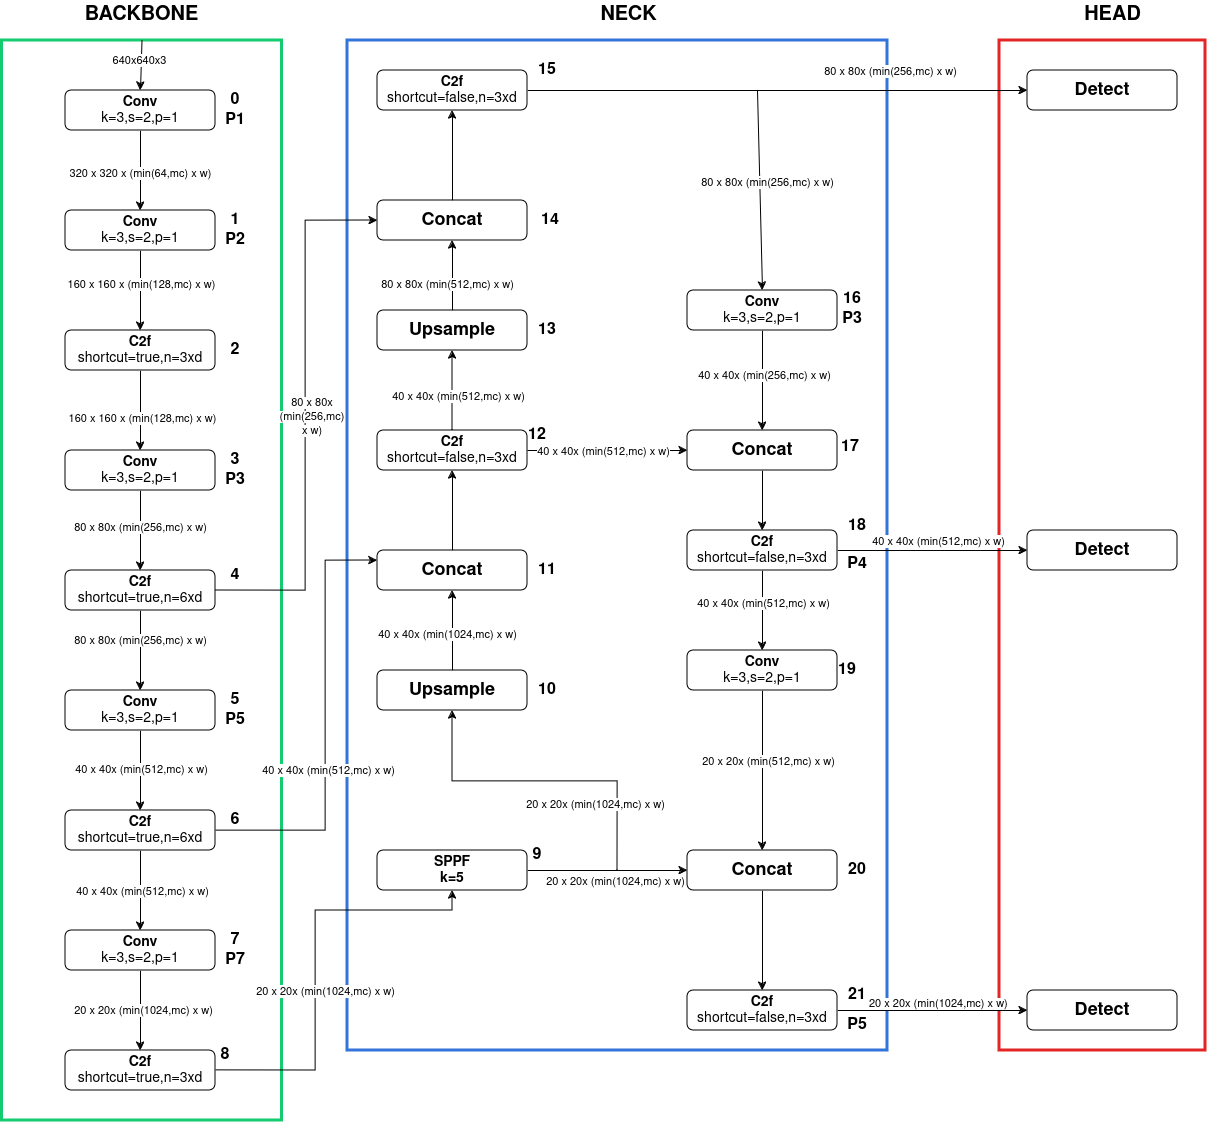 BACKBONE
640x640x3
Conv
k=3,s=2,p=1
0
P1
320 x 320 x (min(64,mc) x w)
Conv
k=3,s=2,p=1
1
P2
160 x 160 x (min(128,mc) x w)
C2f
shortcut=true,n=3xd
2
160 x 160 x (min(128,mc) x w)
Conv
k=3,s=2,p=1
3
P3
80 x 80x (min(256,mc) x w)
C2f
shortcut=true,n=6xd
4
80 x 80x (min(256,mc) x w)
Conv
k=3,s=2,p=1
5
P5
40 x 40x (min(512,mc) x w)
C2f
shortcut=true,n=6xd
6
40 x 40x (min(512,mc) x w)
Conv
k=3,s=2,p=1
7
P7
20 x 20x (min(1024,mc) x w)
C2f
shortcut=true,n=3xd
8
80 x 80x
(min(256,mc)
x w)
40 x 40x (min(512,mc) x w)
20 x 20x (min(1024,mc) x w)
NECK
C2f
shortcut=false,n=3xd
15
Concat
14
80 x 80x (min(512,mc) x w)
Upsample
13
40 x 40x (min(512,mc) x w)
C2f
shortcut=false,n=3xd
12
40 x 40x (min(512,mc) x w)
Concat
11
40 x 40x (min(1024,mc) x w)
Upsample
10
20 x 20x (min(1024,mc) x w)
SPPF
k=5
9
20 x 20x (min(1024,mc) x w)
80 x 80x (min(256,mc) x w)
80 x 80x (min(256,mc) x w)
Conv
k=3,s=2,p=1
16
P3
40 x 40x (min(256,mc) x w)
Concat
17
C2f
shortcut=false,n=3xd
18
P4
40 x 40x (min(512,mc) x w)
40 x 40x (min(512,mc) x w)
Conv
k=3,s=2,p=1
19
20 x 20x (min(512,mc) x w)
Concat
20
C2f
shortcut=false,n=3xd
21
P5
20 x 20x (min(1024,mc) x w)
HEAD
Detect
Detect
Detect